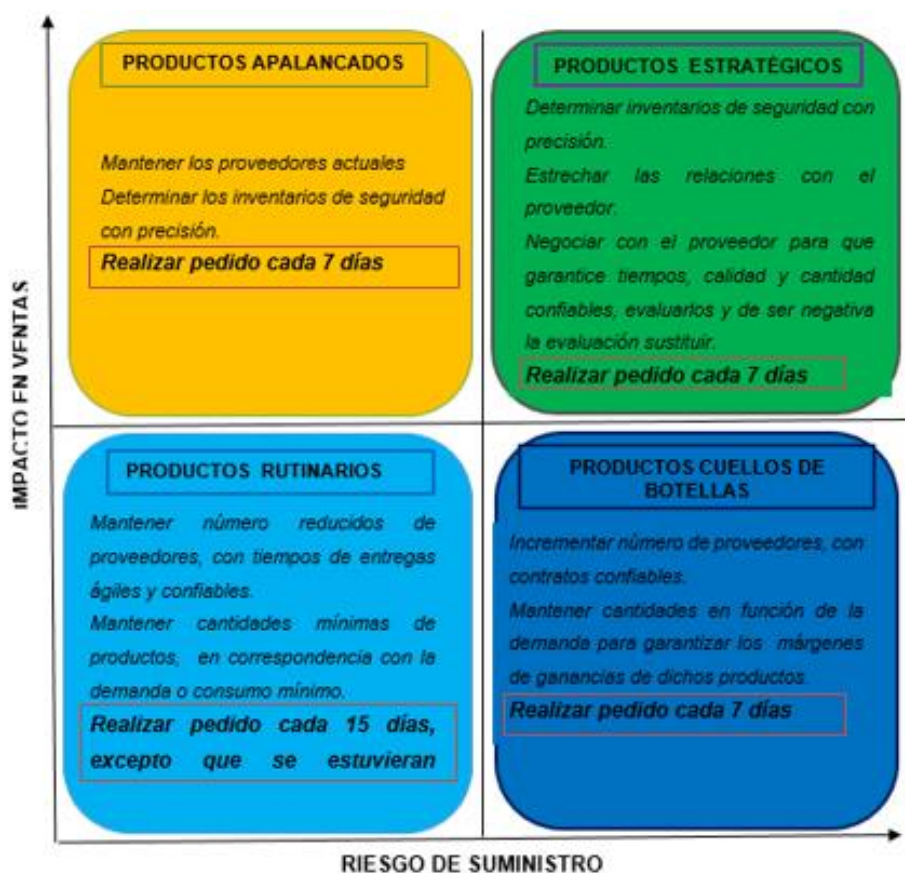 IMPACTO EN VENTAS
PRODUCTOS APALANCADOS
Mantener los proveedores actuales
Determinar los inventarios de seguridad
con precisión.
Realizar pedido cada 7 días
PRODUCTOS ESTRATÉGICOS
Determinar inventarios de seguridad con
precisión.
Estrechar las relaciones con el
proveedor.
Negociar con el proveedor para que
garantice tiempos, calidad y cantidad
confiables, evaluarlos y de ser negativa
la evaluación sustituir.
Realizar pedido cada 7 días
PRODUCTOS RUTINARIOS
Mantener número reducidos de
proveedores, con tiempos de entregas
ágiles y confiables.
Mantener cantidades mínimas de
productos, en correspondencia con la
demanda o consumo mínimo.
Realizar pedido cada 15 días,
excepto que se estuvieran
PRODUCTOS CUELLOS DE
BOTELLAS
Incrementar número de proveedores, con
contratos confiables.
Mantener cantidades en función de la
demanda para garantizar los márgenes
de ganancias de dichos productos.
Realizar pedido cada 7 días
RIESGO DE SUMINISTRO